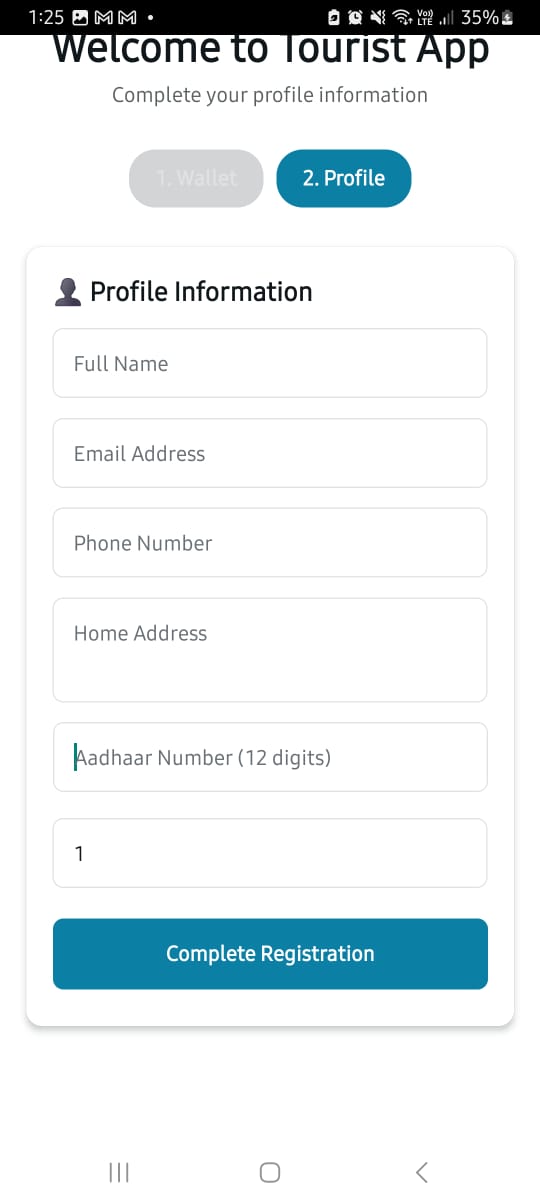 1:25
Vo)) LTE
35%
Welcome to Tourist App
Complete your profile information
1. Wallet
2. Profile
Profile Information
Full Name
Email Address
Phone Number
Home Address
Aadhaar Number (12 digits)
1
Complete Registration